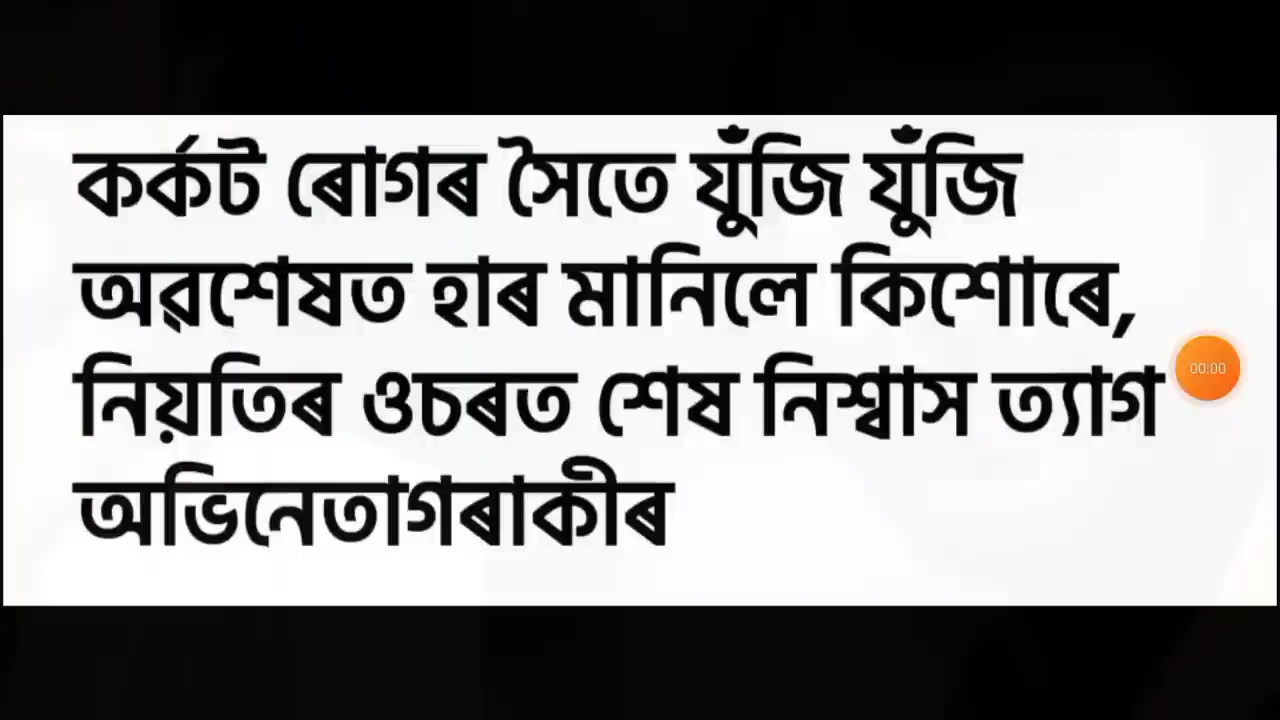 কৰ্কট ৰোগৰ সৈতে যুঁজি যুঁজি
অৱশেষত হাৰ মানিলে কিশোৰে,
নিয়তিৰ ওচৰত শেষ নিশ্বাস ত্যাগ
অভিনেতাগৰাকীৰ
00:00